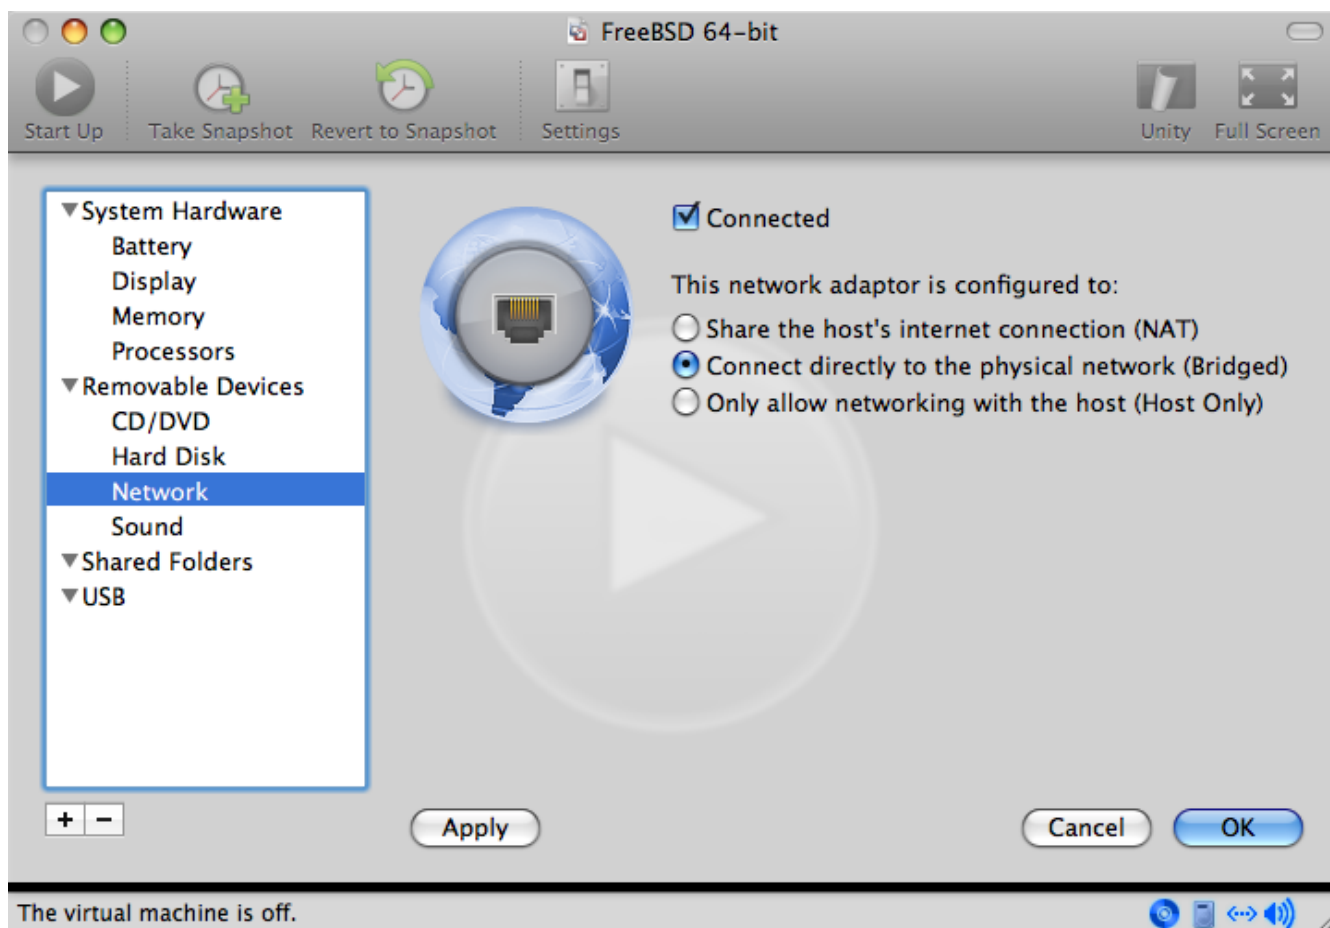 FreeBSD 64-bit
Start Up Take Snapshot Revert to Snapshot Settings Unity Full Screen
System Hardware
Battery
Display
Memory
Processors
Removable Devices
CD/DVD
Hard Disk
Network
Sound
Shared Folders
USB
Connected
This network adaptor is configured to:
Share the host's internet connection (NAT)
Connect directly to the physical network (Bridged)
Only allow networking with the host (Host Only)
+ −
Apply Cancel OK
The virtual machine is off.